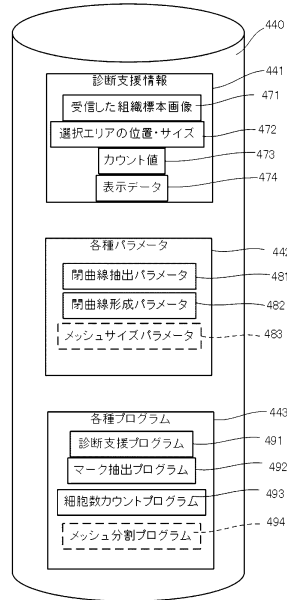 440
診断支援情報
441
受信した組織標本画像
471
選択エリアの位置・サイズ
472
カウント値
473
表示データ
474
各種パラメータ
442
閉曲線抽出パラメータ
481
閉曲線形成パラメータ
482
メッシュサイズパラメータ
483
各種プログラム
443
診断支援プログラム
491
マーク抽出プログラム
492
細胞数カウントプログラム
493
メッシュ分割プログラム
494